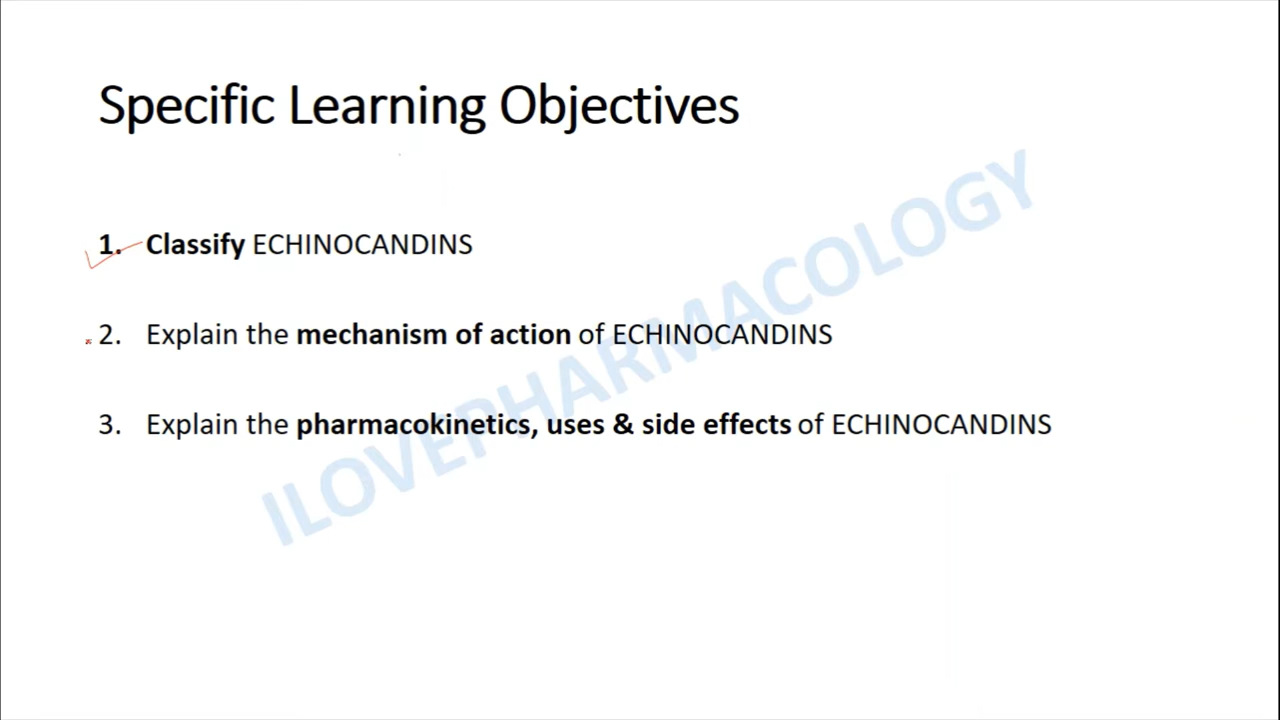 Specific Learning Objectives
1. Classify ECHINOCANDINS
2. Explain the mechanism of action of ECHINOCANDINS
3. Explain the pharmacokinetics, uses & side effects of ECHINOCANDINS
ILOVEPHARMACOLOGY